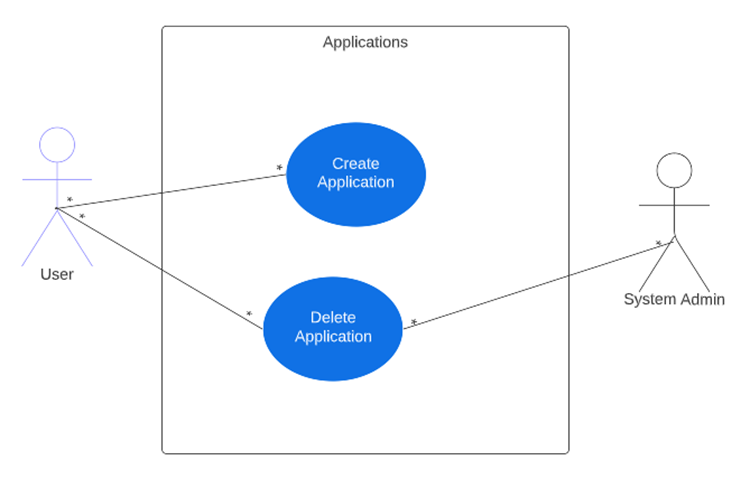 Applications
*
Create
Application
*
*
User
*
Delete
Application
*
*
System Admin